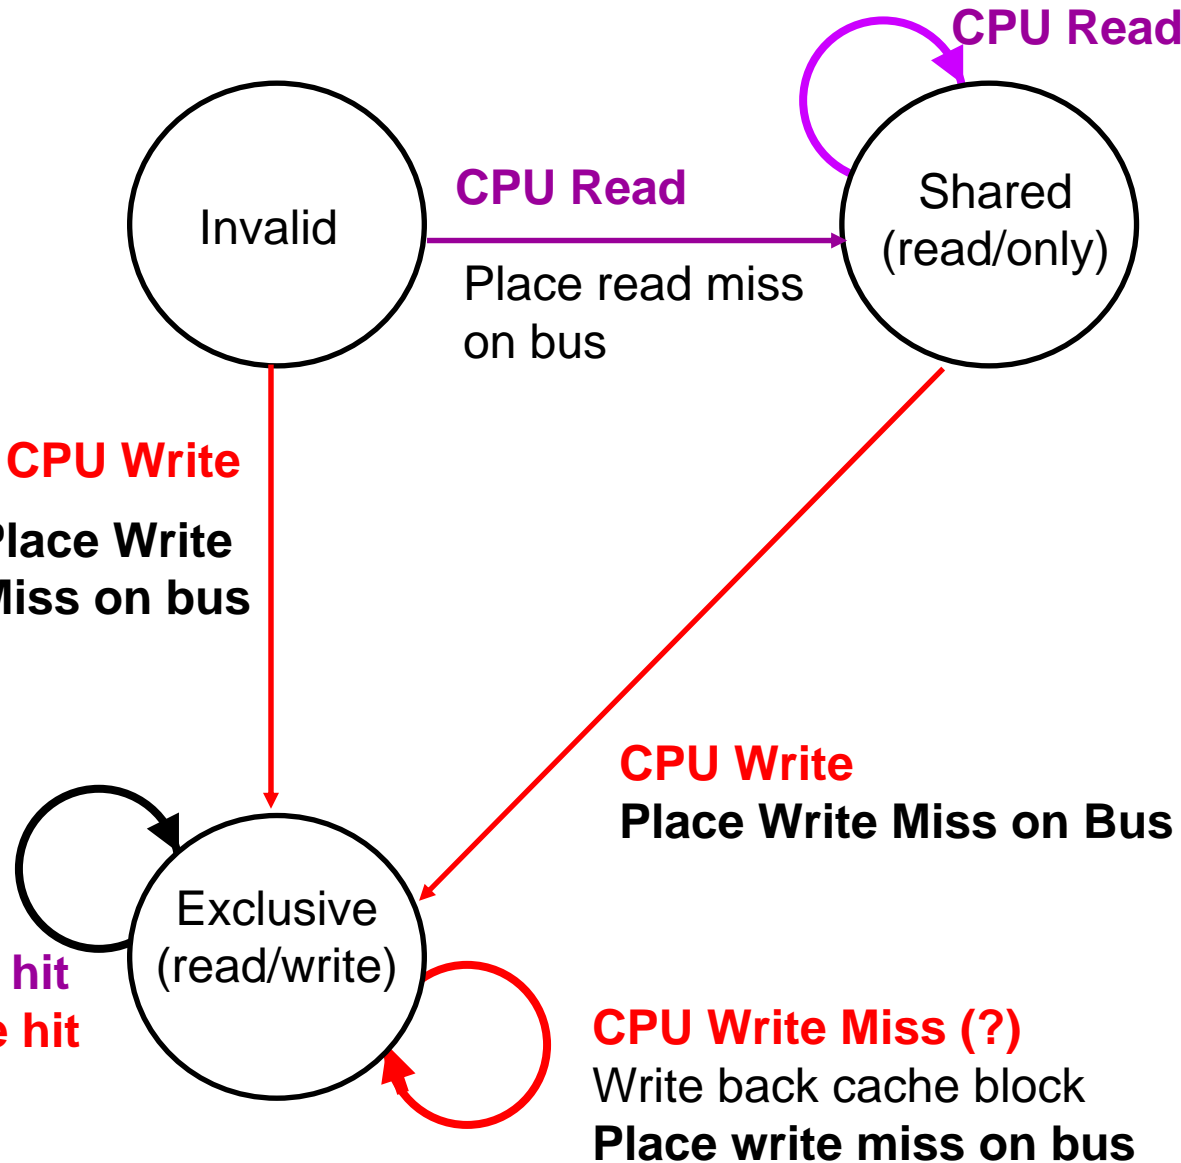 CPU Read
CPU Read
Invalid
Shared
(read/only)
Place read miss
on bus
CPU Write
Place Write
Miss on bus
CPU Write
Place Write Miss on Bus
Exclusive
(read/write)
hit
hit
CPU Write Miss (?)
Write back cache block
Place write miss on bus